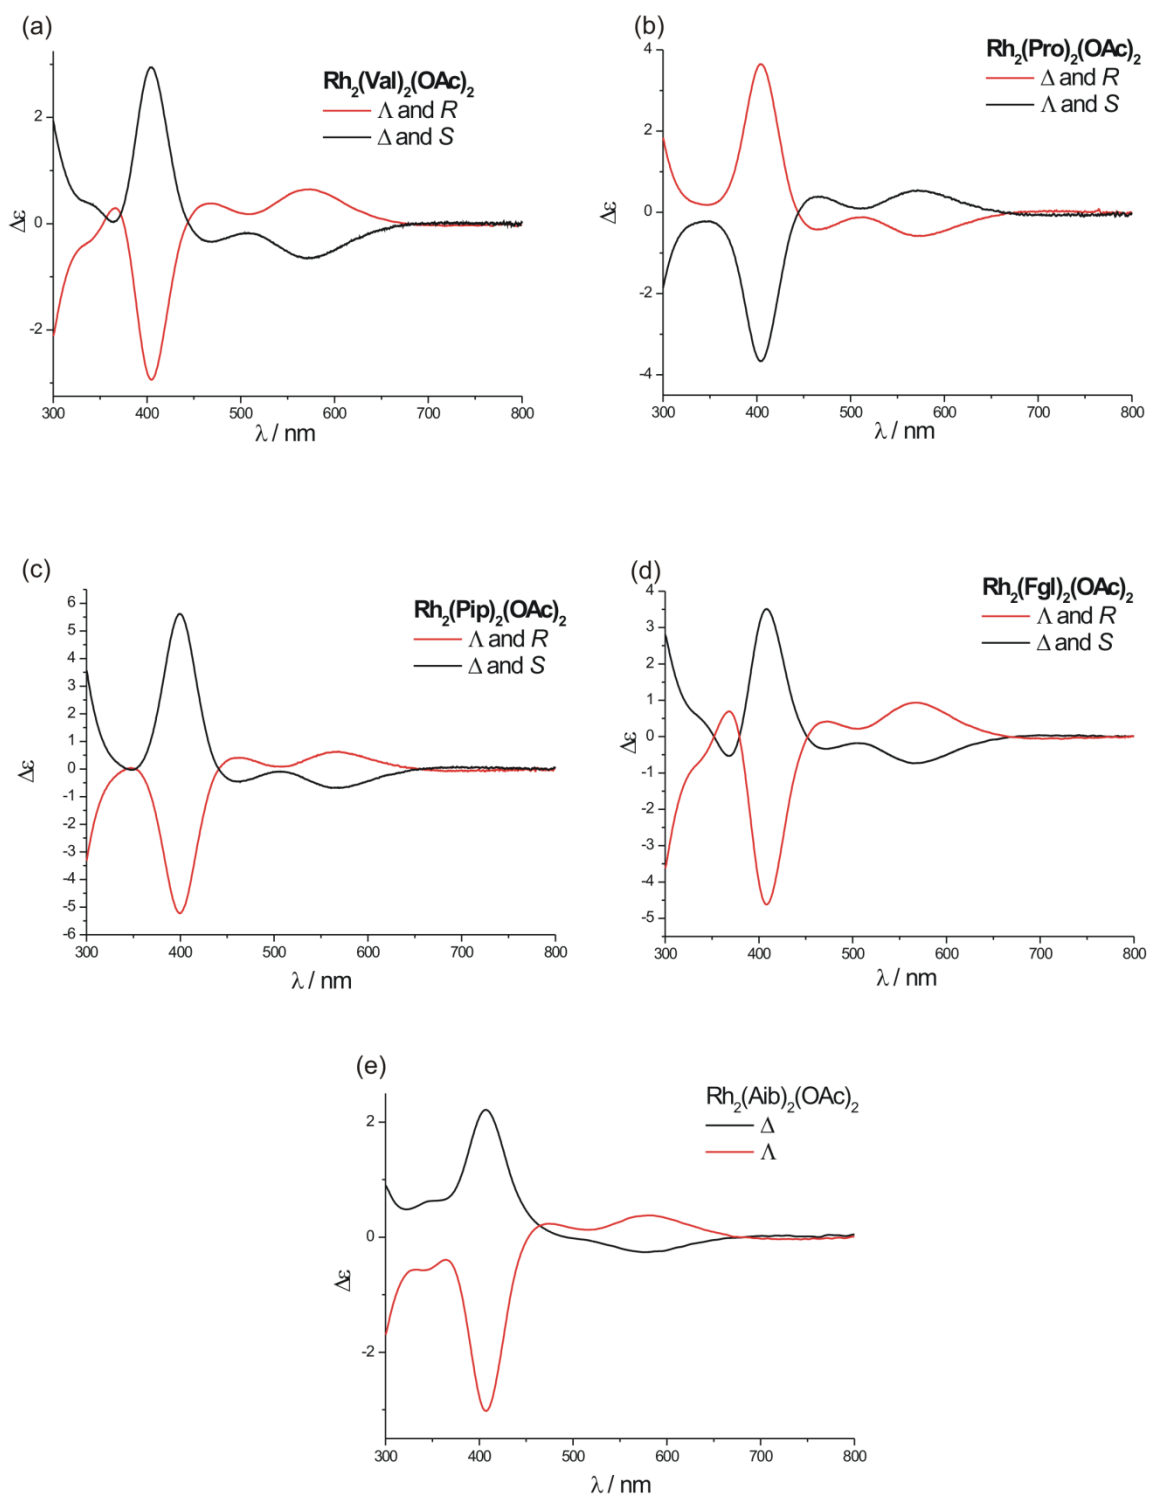 (a)
Rh₂(Val)₂(OAc)₂
Λ and R
Δ and S
2
0
-2
Δε
300 400 500 600 700 800
λ / nm
(b)
Rh₂(Pro)₂(OAc)₂
Δ and R
Λ and S
4
2
0
-2
-4
Δε
300 400 500 600 700 800
λ / nm
(c)
Rh₂(Pip)₂(OAc)₂
Λ and R
Δ and S
6
5
4
3
2
1
0
-1
-2
-3
-4
-5
-6
Δε
300 400 500 600 700 800
λ / nm
(d)
Rh₂(Fgl)₂(OAc)₂
Λ and R
Δ and S
4
3
2
1
0
-1
-2
-3
-4
-5
Δε
300 400 500 600 700 800
λ / nm
(e)
Rh₂(Aib)₂(OAc)₂
Δ
Λ
2
0
-2
Δε
300 400 500 600 700 800
λ / nm